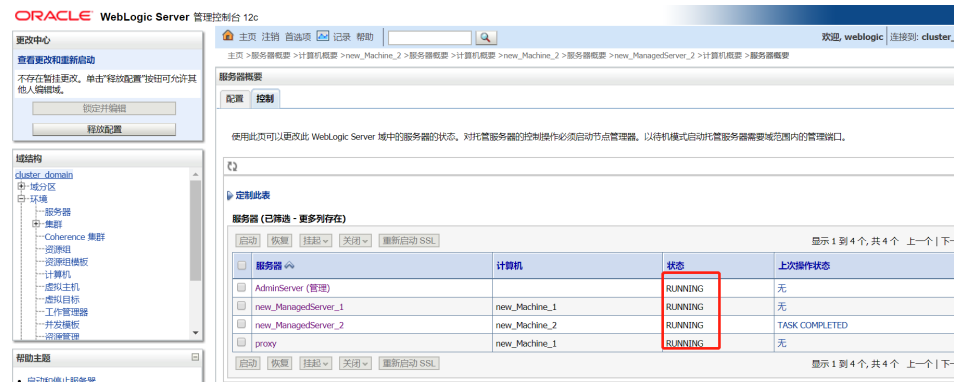 ORACLE WebLogic Server 管理控制台 12c
更改中心
查看更改和重新启动
不存在暂挂更改。单击“释放配置”按钮可允许其
他人编辑域。
锁定并编辑
释放配置
域结构
cluster_domain
域分区
环境
服务器
集群
Coherence 集群
资源组
资源组模板
计算机
虚拟主机
虚拟目标
工作管理器
并发模板
资源管理
帮助主题
启动和停止服务器
主页 注销 首选项 记录 帮助
欢迎, weblogic 连接到: cluster_
主页 >服务器概要 >计算机概要 >new_Machine_2 >服务器概要 >计算机概要 >new_Machine_2 >服务器概要 >new_ManagedServer_2 >计算机概要 >服务器概要
服务器概要
配置 控制
使用此页可以更改此 WebLogic Server 域中的服务器的状态。对托管服务器的控制操作必须启动节点管理器。以待机模式启动托管服务器需要域范围内的管理端口。
定制此表
服务器 (已筛选 - 更多列存在)
启动 恢复 挂起 关闭 重新启动 SSL 显示 1 到 4 个, 共 4 个 上一个 | 下一
服务器 计算机 状态 上次操作状态
AdminServer (管理) RUNNING 无
new_ManagedServer_1 new_Machine_1 RUNNING 无
new_ManagedServer_2 new_Machine_2 RUNNING TASK COMPLETED
proxy new_Machine_1 RUNNING 无
启动 恢复 挂起 关闭 重新启动 SSL 显示 1 到 4 个, 共 4 个 上一个 | 下一